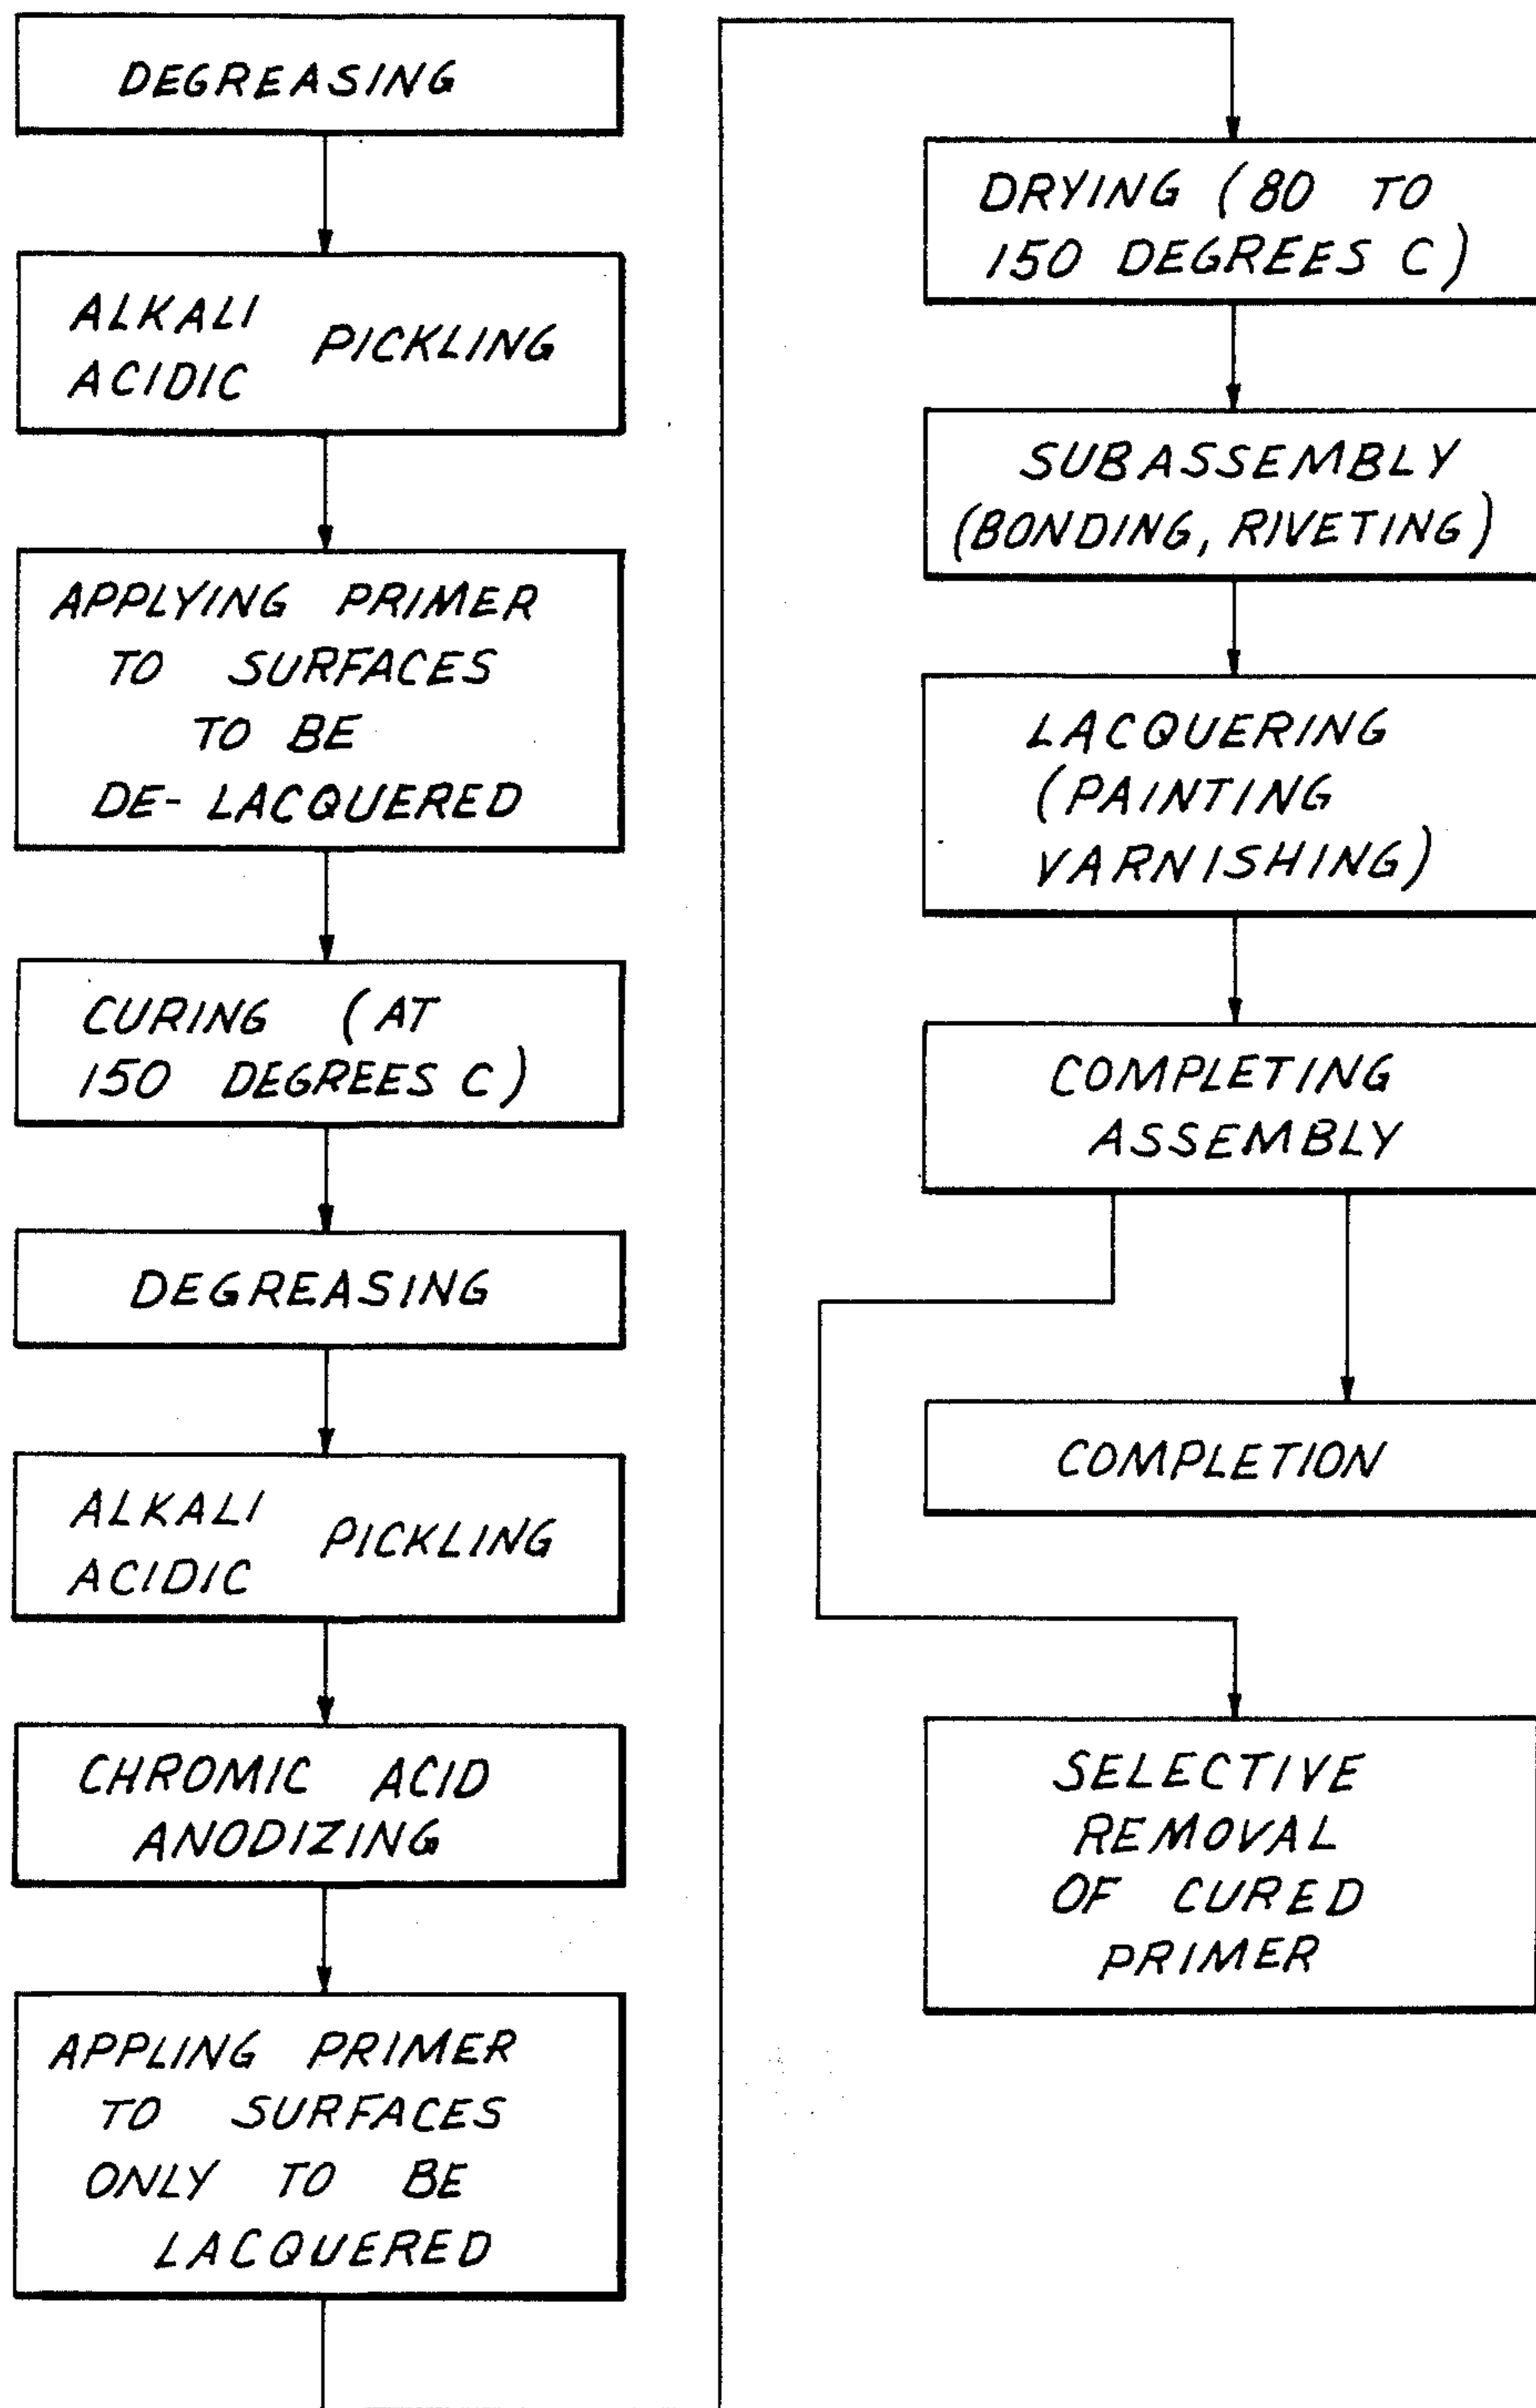 DEGREASING
ALKALI
ACIDIC PICKLING
APPLYING PRIMER
TO SURFACES
TO BE
DE- LACQUERED
CURING (AT
150 DEGREES C)
DEGREASING
ALKALI
ACIDIC PICKLING
CHROMIC ACID
ANODIZING
APPLING PRIMER
TO SURFACES
ONLY TO BE
LACQUERED
DRYING (80 TO
150 DEGREES C)
SUBASSEMBLY
(BONDING, RIVETING)
LACQUERING
(PAINTING
VARNISHING)
COMPLETING
ASSEMBLY
COMPLETION
SELECTIVE
REMOVAL
OF CURED
PRIMER